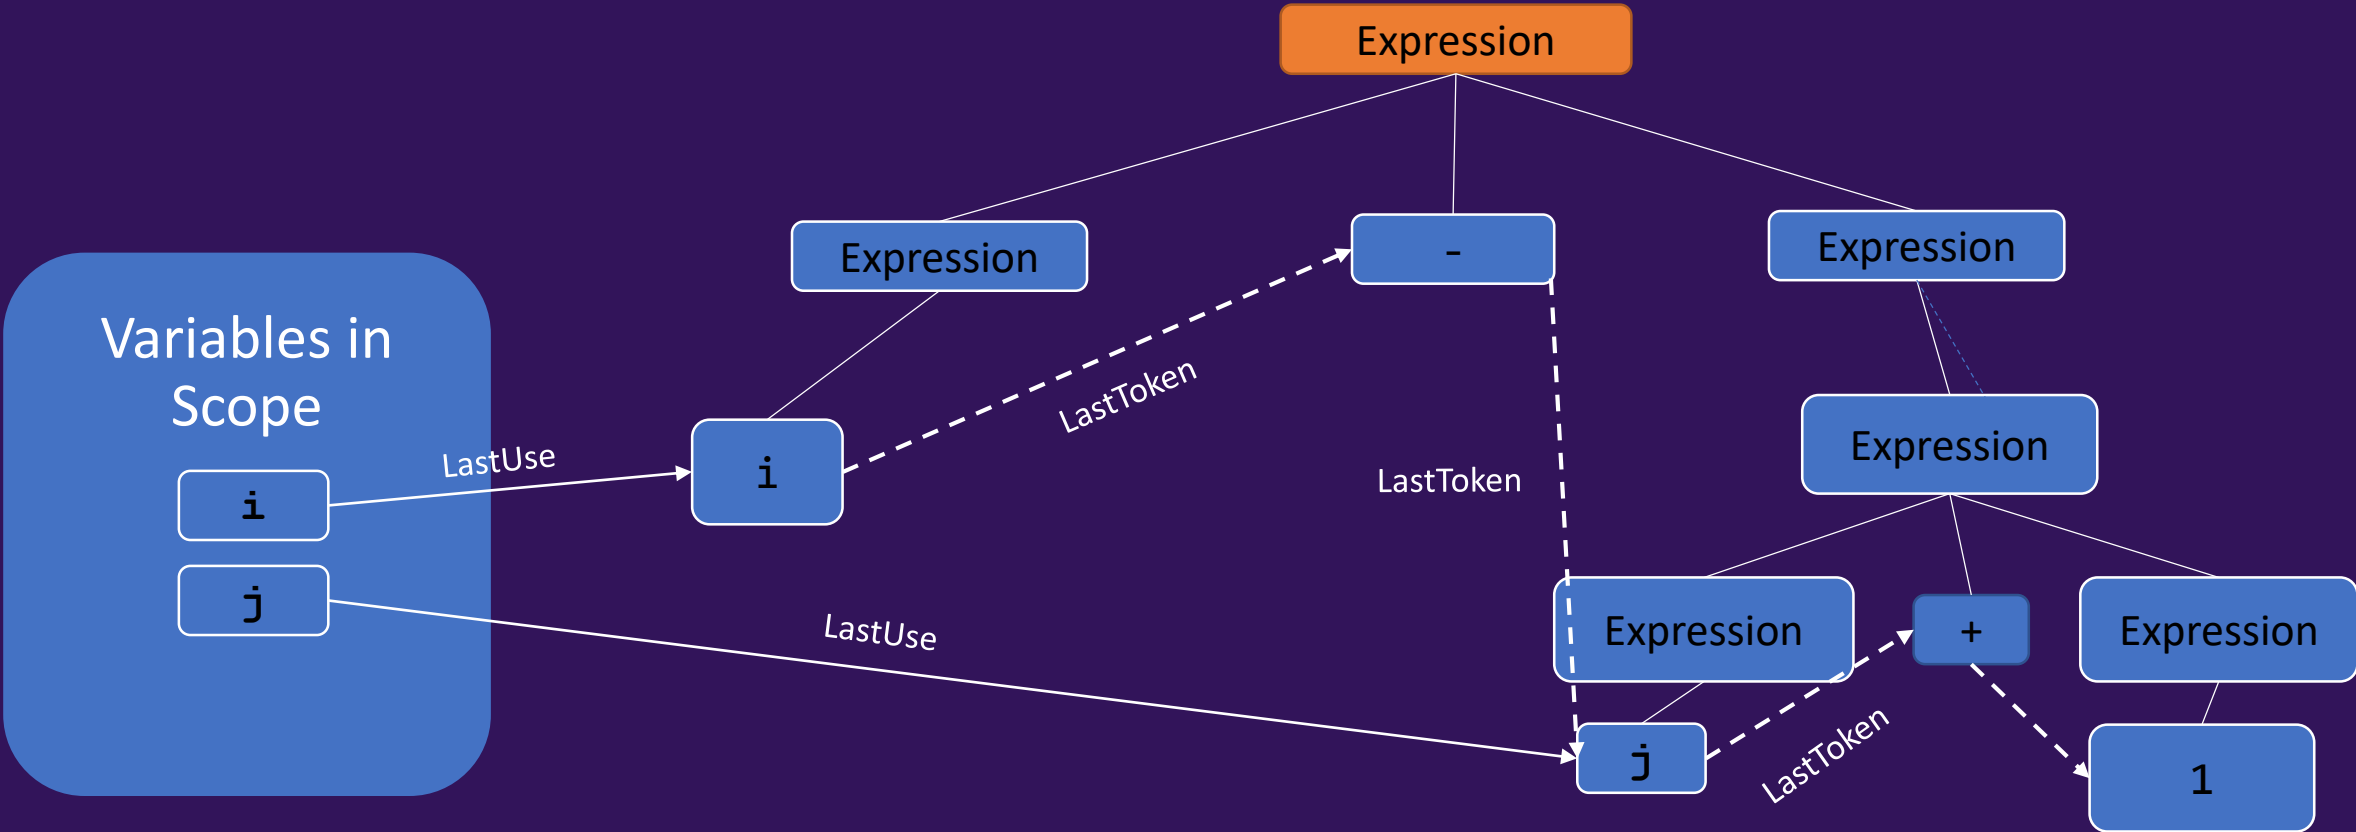 Expression
Expression
-
Expression
Variables in
Scope
LastToken
Expression
LastUse
i
i
LastToken
j
LastUse
Expression
+
Expression
LastToken
j
1